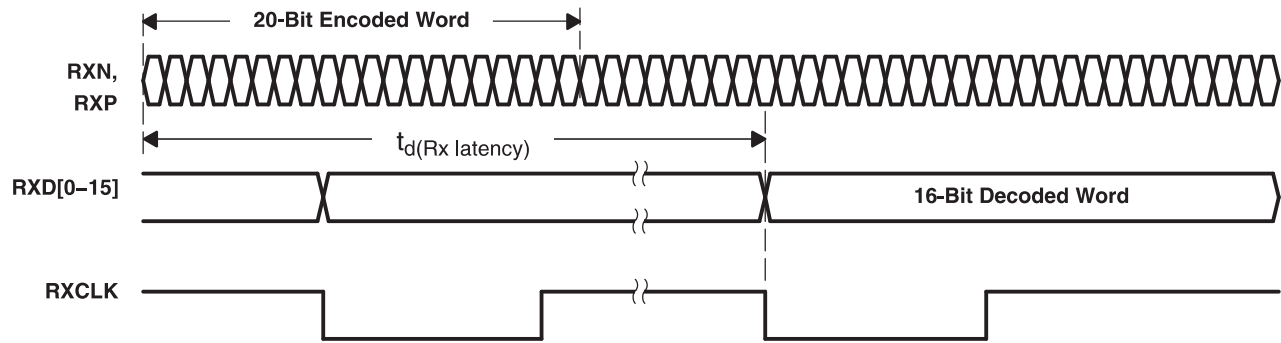 20-Bit Encoded Word
RXN,
RXP
td(Rx latency)
RXD[0–15]
16-Bit Decoded Word
RXCLK